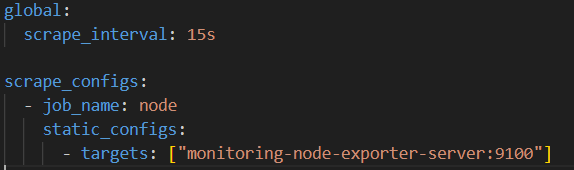 global:
  scrape_interval: 15s

scrape_configs:
  - job_name: node
    static_configs:
      - targets: ["monitoring-node-exporter-server:9100"]